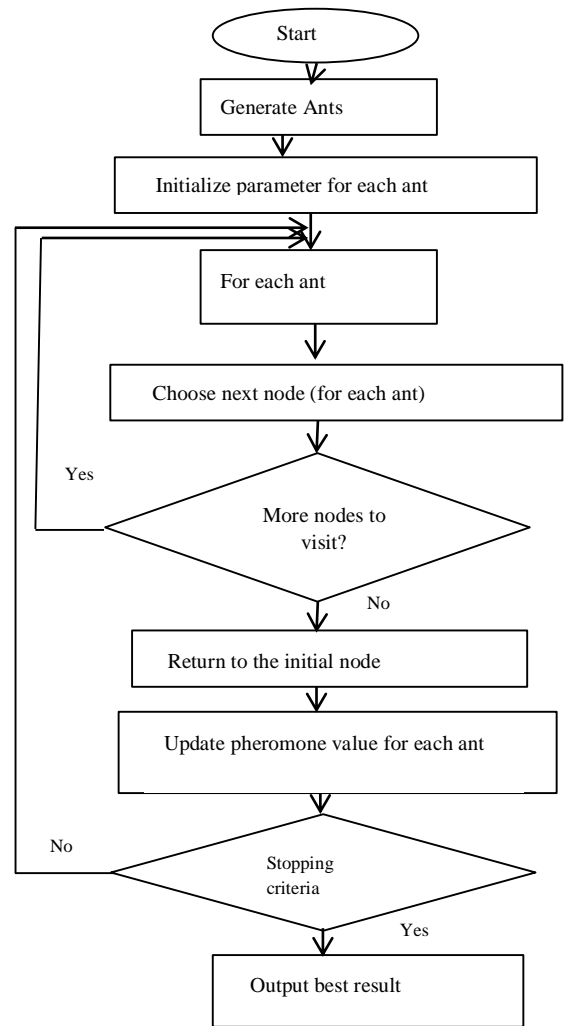 Start
Generate Ants
Initialize parameter for each ant
For each ant
Choose next node (for each ant)
Yes
More nodes to
visit?
No
Return to the initial node
Update pheromone value for each ant
No
Stopping
criteria
Yes
Output best result